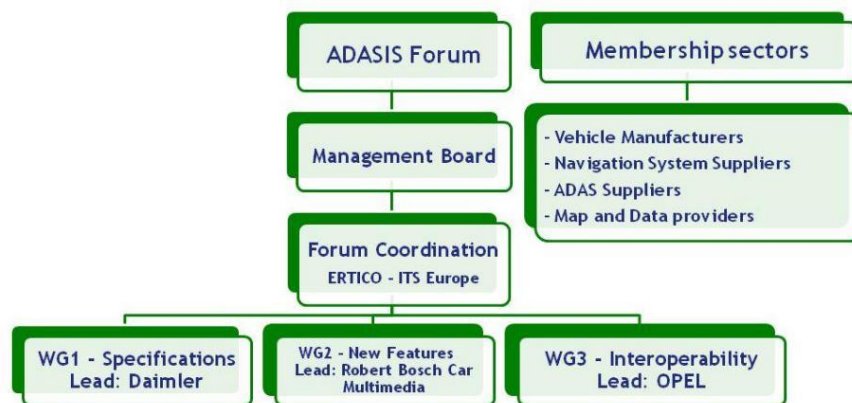 ADASIS Forum
Management Board
Forum Coordination
ERTICO - ITS Europe
WG1 - Specifications
Lead: Daimler
WG2 - New Features
Lead: Robert Bosch Car
Multimedia
WG3 - Interoperability
Lead: OPEL
Membership sectors
- Vehicle Manufacturers
- Navigation System Suppliers
- ADAS Suppliers
- Map and Data providers